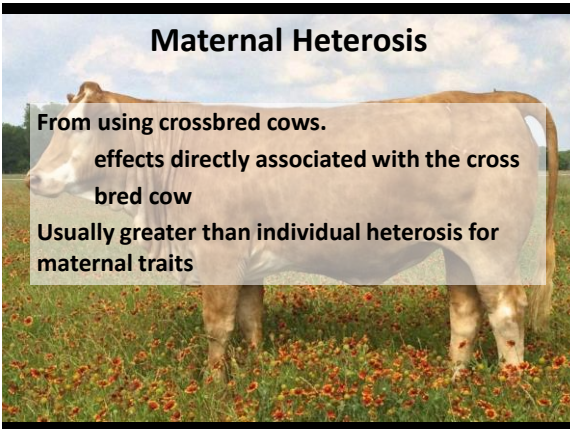 Maternal Heterosis
From using crossbred cows.
effects directly associated with the cross
bred cow
Usually greater than individual heterosis for
maternal traits